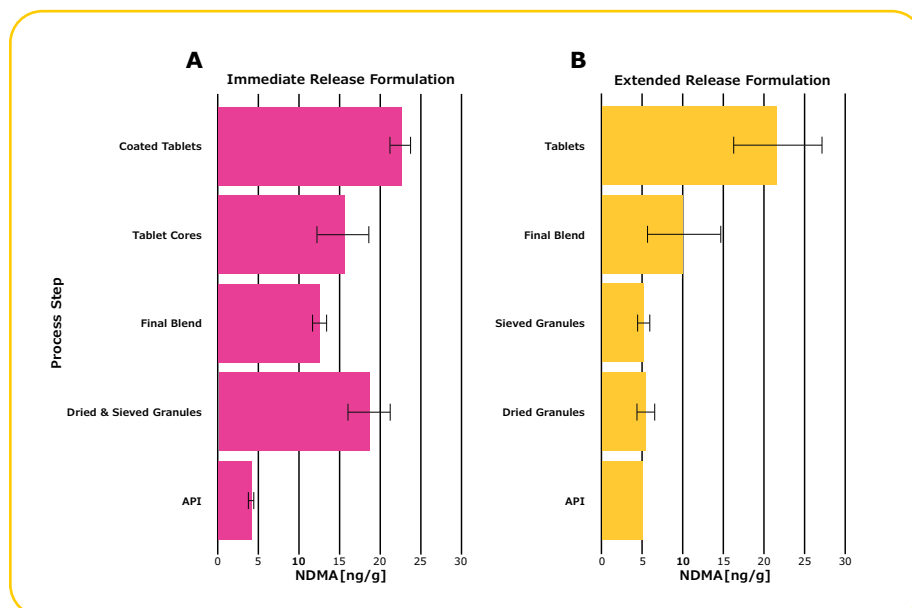 A
Immediate Release Formulation
Process Step
Coated Tablets
Tablet Cores
Final Blend
Dried & Sieved Granules
API
0 5 10 15 20 25 30
NDMA[ng/g]
B
Extended Release Formulation
Tablets
Final Blend
Sieved Granules
Dried Granules
API
0 5 10 15 20 25 30
NDMA[ng/g]